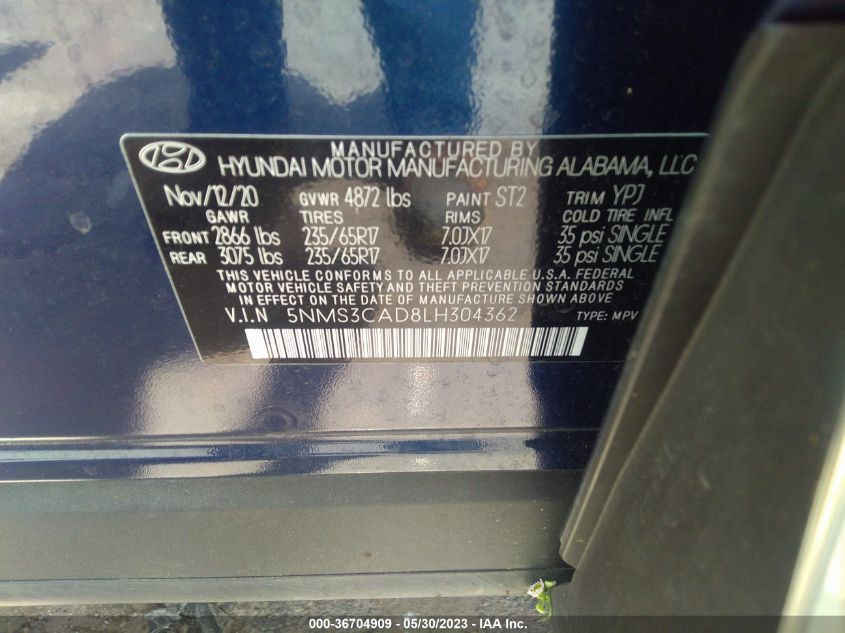 MANUFACTURED BY
HYUNDAI MOTOR MANUFACTURING ALABAMA, LLC
Nov/12/20 GVWR 4872 lbs PAINT ST2 TRIM YPJ
GAWR TIRES RIMS COLD TIRE INFL
FRONT 2866 lbs 235/65R17 7.0JX17 35 psi SINGLE
REAR 3075 lbs 235/65R17 7.0JX17 35 psi SINGLE
THIS VEHICLE CONFORMS TO ALL APPLICABLE U.S.A. FEDERAL
MOTOR VEHICLE SAFETY AND THEFT PREVENTION STANDARDS
IN EFFECT ON THE DATE OF MANUFACTURE SHOWN ABOVE
V.I.N 5NMS3CAD8LH304362 TYPE: MPV
000-36704909 - 05/30/2023 - IAA Inc.